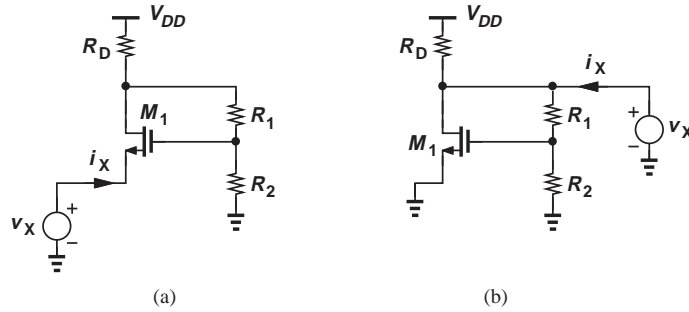 V_DD
R_D
M_1
R_1
i_X
R_2
v_X
+
−
(a)
V_DD
R_D
i_X
R_1
M_1
R_2
+
−
v_X
(b)